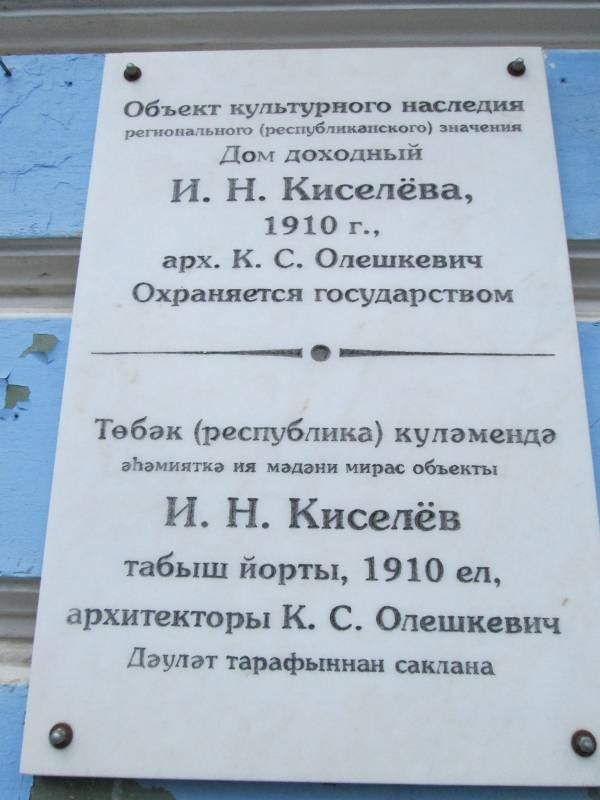 Объект культурного наследия
регионального (республиканского) значения
Дом доходный
И. Н. Киселёва,
1910 г.,
арх. К. С. Олешкевич
Охраняется государством
Төбәк (республика) күләмендә
әһәмияткә ия мәдәни мирас объекты
И. Н. Киселёв
табыш йорты, 1910 ел,
архитекторы К. С. Олешкевич
Дәүләт тарафыннан саклана